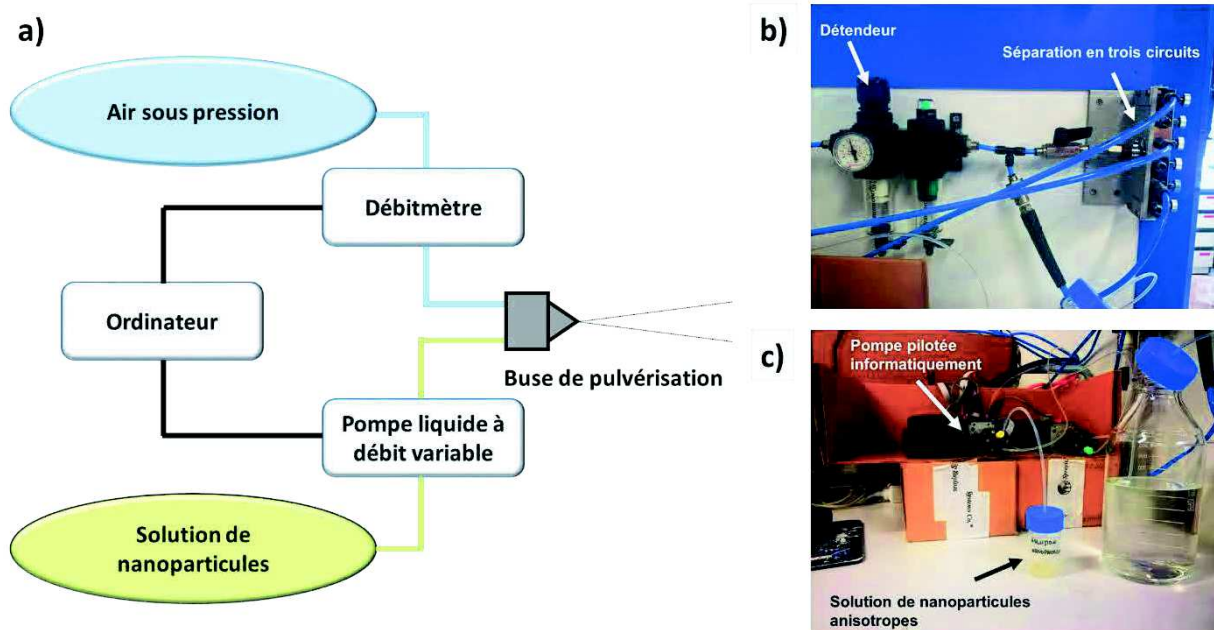 a)
Air sous pression
Débitmètre
Ordinateur
Buse de pulvérisation
Pompe liquide à
débit variable
Solution de
nanoparticules
b)
Détendeur
Séparation en trois circuits
c)
Pompe pilotée
informatiquement
Solution de nanoparticules
anisotropes